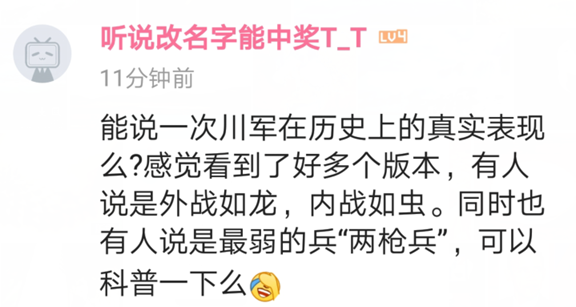 听说改名字能中奖T_T LV4
11分钟前
能说一次川军在历史上的真实表现
么?感觉看到了好多个版本，有人
说是外战如龙，内战如虫。同时也
有人说是最弱的兵“两枪兵”，可以
科普一下么